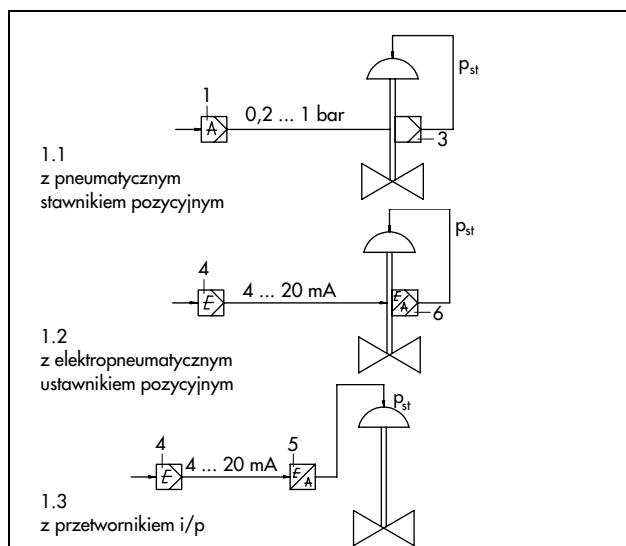 p_st
1
0,2 ... 1 bar
A
3
1.1
z pneumatycznym
stawnikiem pozycyjnym
p_st
4
4 ... 20 mA
E
E
A
6
1.2
z elektropneumatycznym
ustawnikiem pozycyjnym
p_st
4
5
4 ... 20 mA
E
E
A
1.3
z przetwornikiem i/p